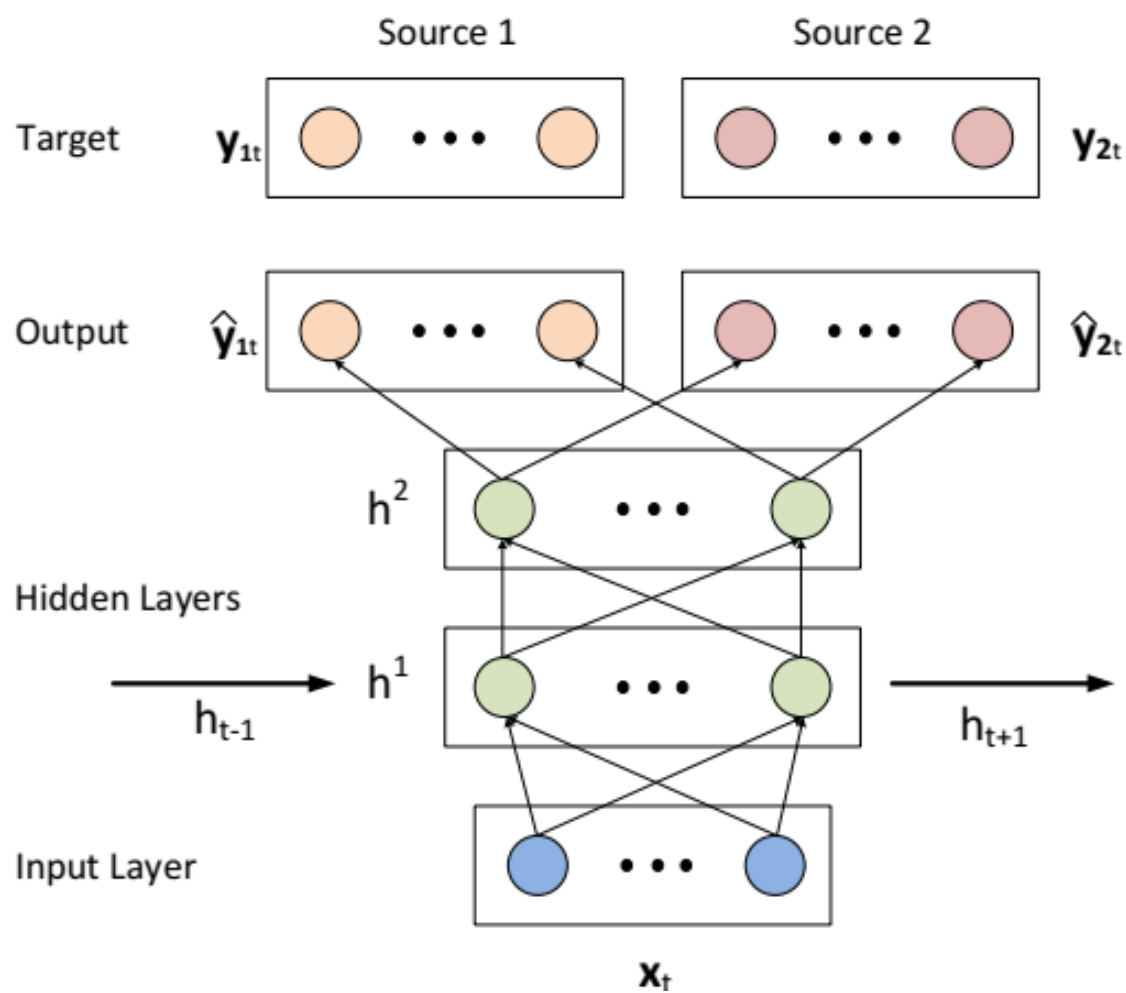 Source 1 Source 2
Target y₁ₜ y₂ₜ
Output ŷ₁ₜ ŷ₂ₜ
h²
Hidden Layers
h¹
hₜ₋₁ hₜ₊₁
Input Layer
xₜ